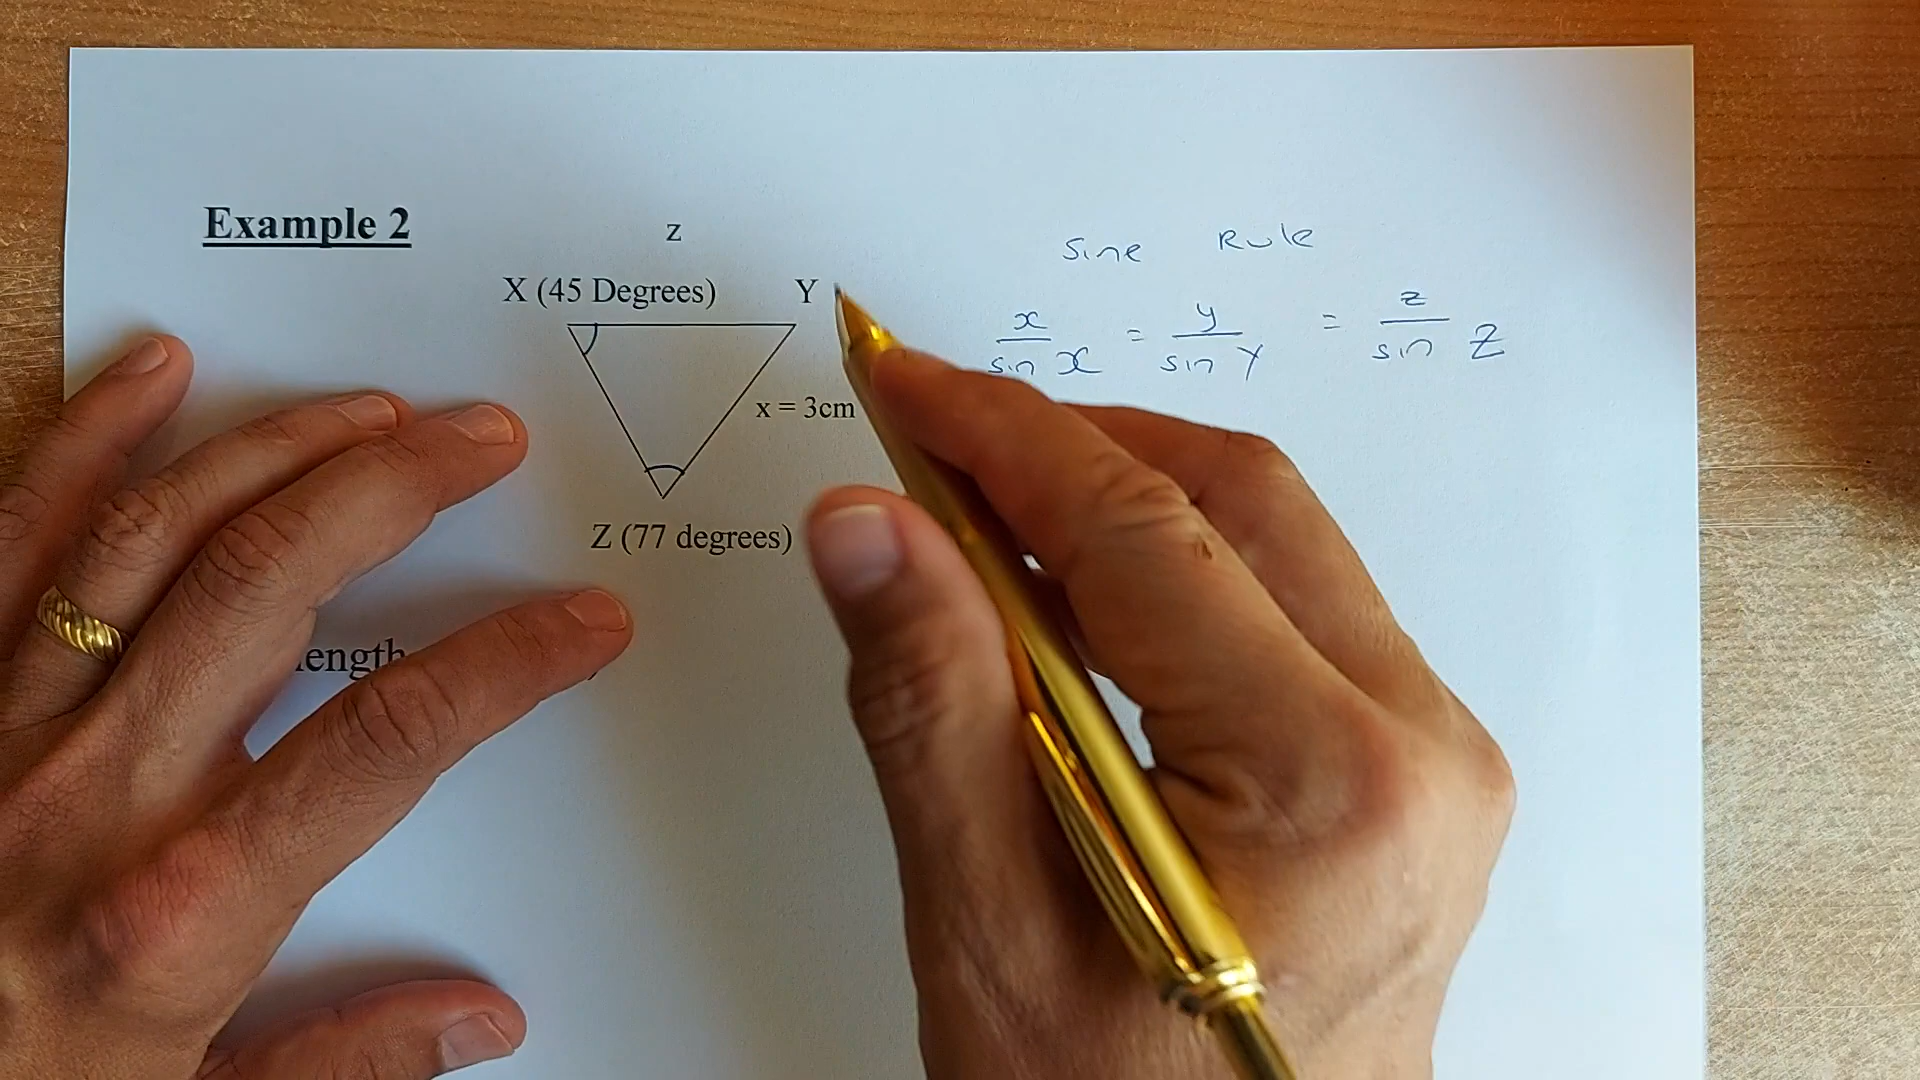 Example 2
z
X (45 Degrees) Y
x = 3cm
Z (77 degrees)
length
Sine Rule
x/sin X = y/sin Y = z/sin Z